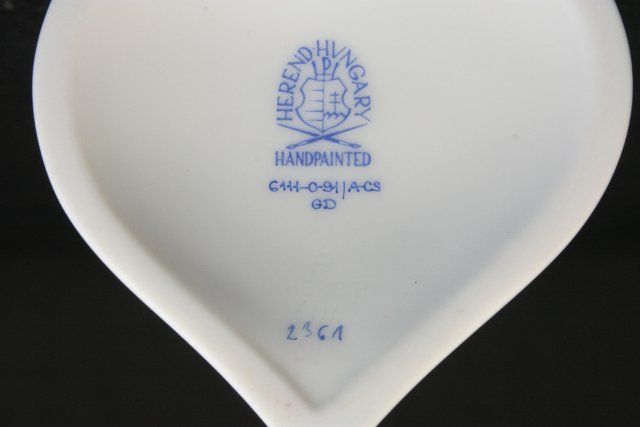 HEREND HUNGARY
P
HANDPAINTED
6111-0-91/A-CS
GD
2361